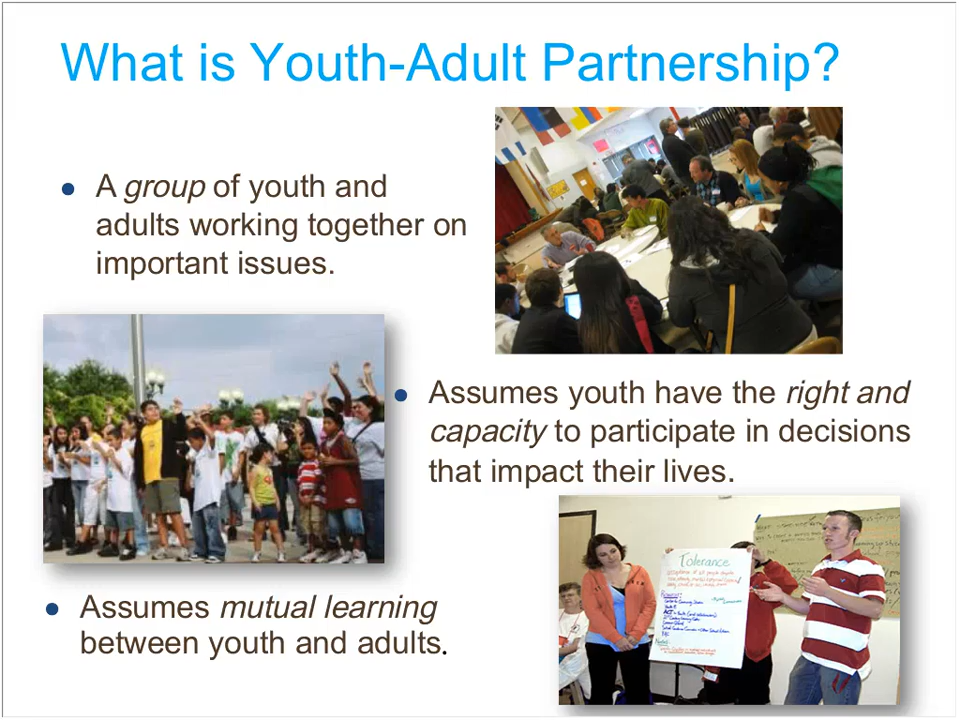 What is Youth-Adult Partnership?
A group of youth and
adults working together on
important issues.
Assumes youth have the right and
capacity to participate in decisions
that impact their lives.
Tolerance
Assumes mutual learning
between youth and adults.